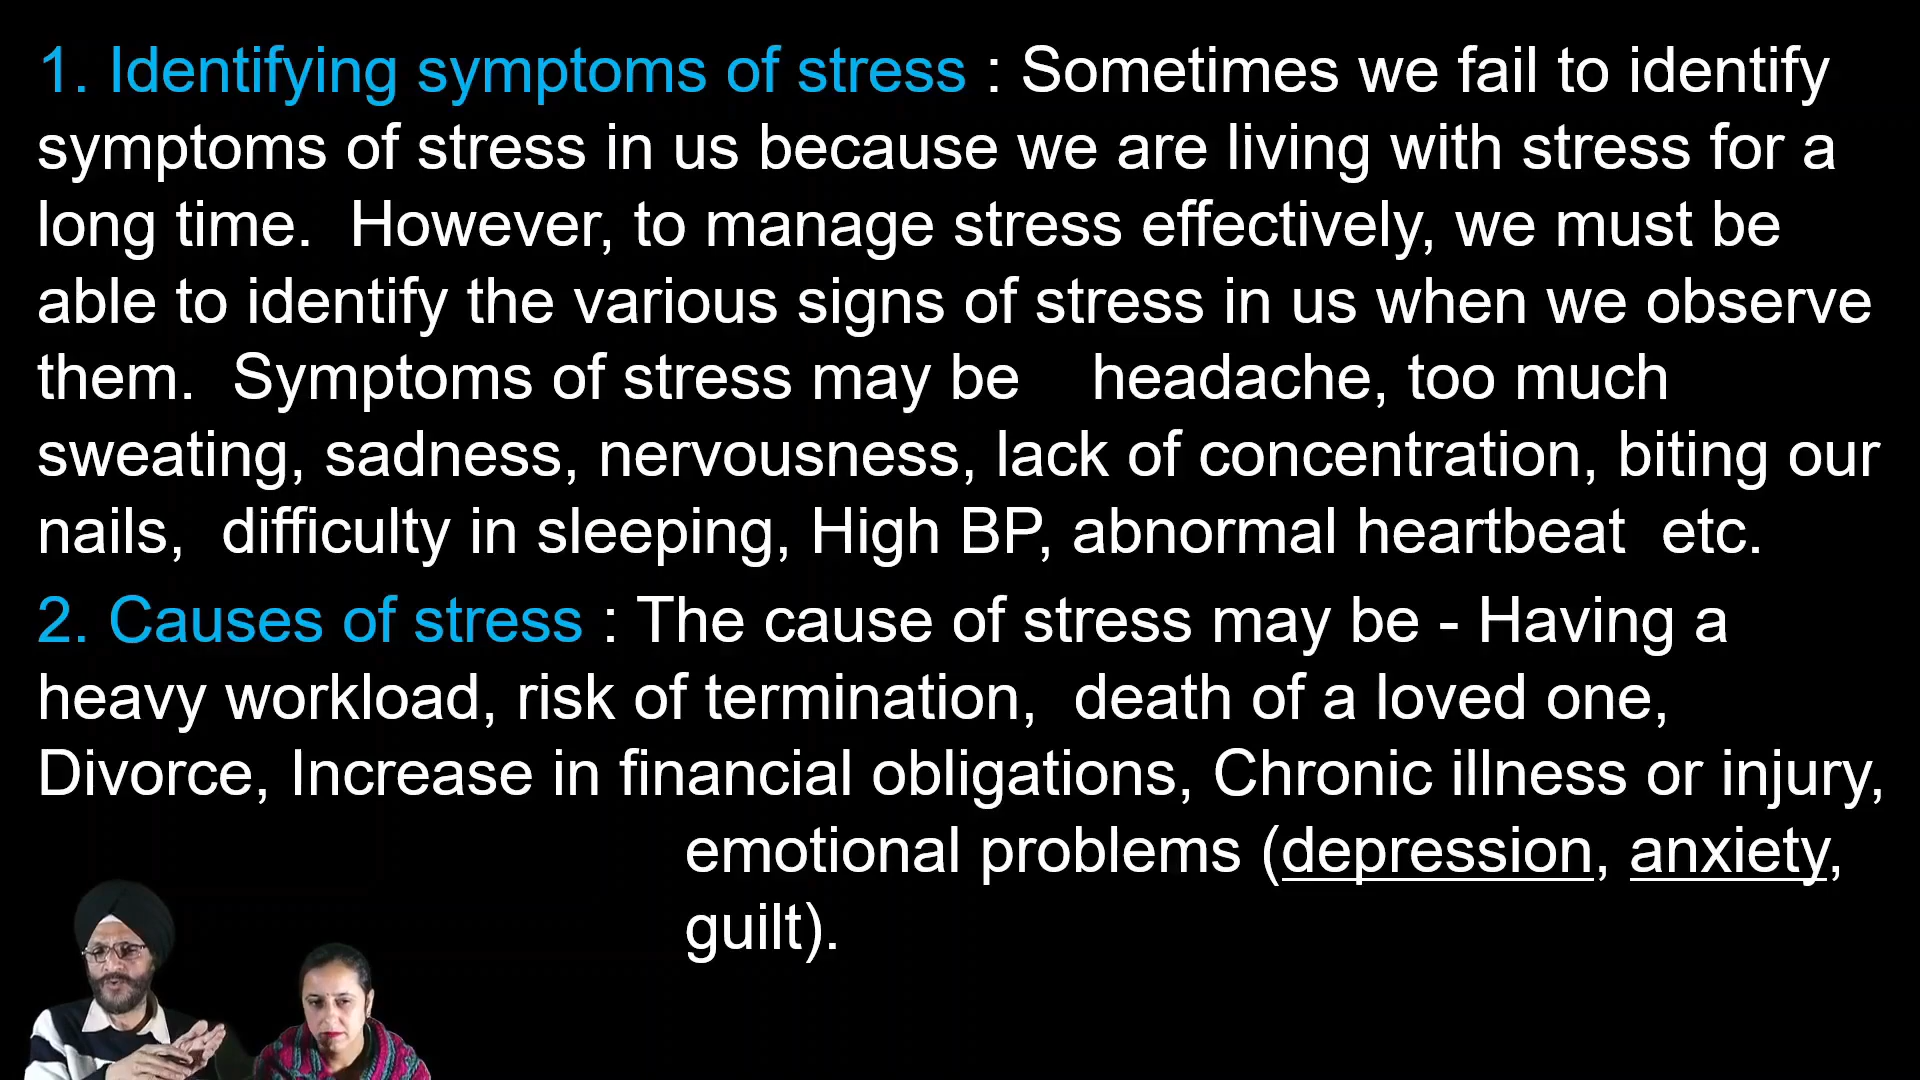 1. Identifying symptoms of stress : Sometimes we fail to identify
symptoms of stress in us because we are living with stress for a
long time.  However, to manage stress effectively, we must be
able to identify the various signs of stress in us when we observe
them.  Symptoms of stress may be    headache, too much
sweating, sadness, nervousness, lack of concentration, biting our
nails,  difficulty in sleeping, High BP, abnormal heartbeat  etc.
2. Causes of stress : The cause of stress may be - Having a
heavy workload, risk of termination,  death of a loved one,
Divorce, Increase in financial obligations, Chronic illness or injury,
emotional problems (depression, anxiety,
guilt).